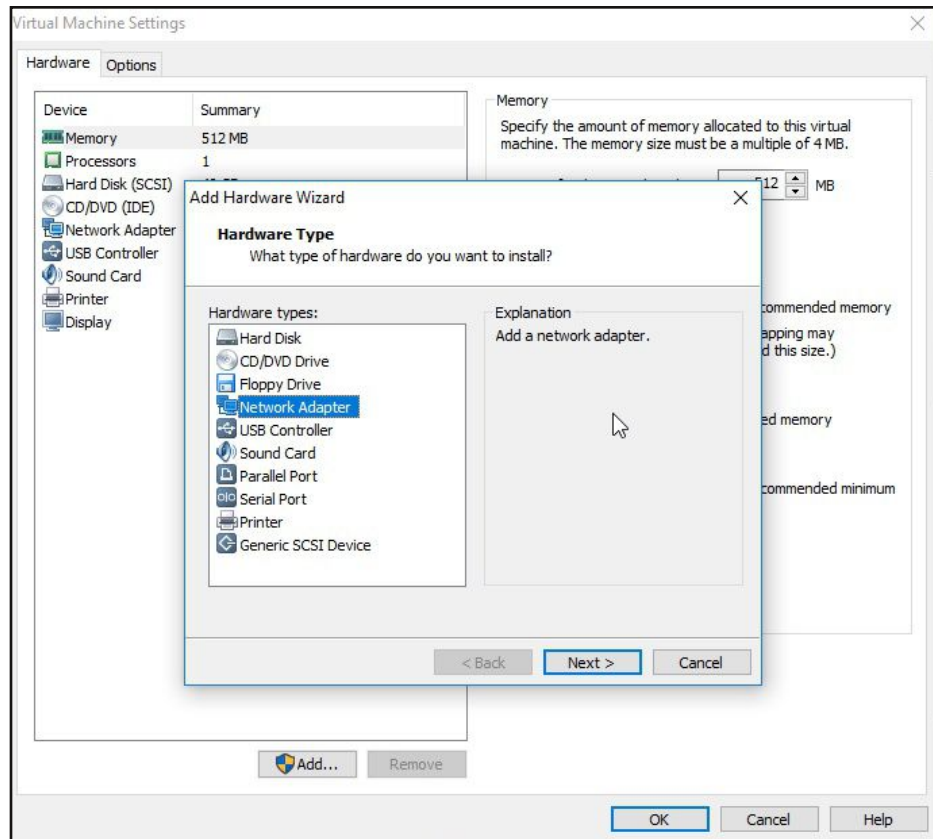 Virtual Machine Settings
Hardware Options
Device Summary
Memory 512 MB
Processors 1
Hard Disk (SCSI)
CD/DVD (IDE)
Network Adapter
USB Controller
Sound Card
Printer
Display
Memory
Specify the amount of memory allocated to this virtual
machine. The memory size must be a multiple of 4 MB.
512 MB
commended memory
apping may
d this size.)
ed memory
commended minimum
Add Hardware Wizard
Hardware Type
What type of hardware do you want to install?
Hardware types:
Hard Disk
CD/DVD Drive
Floppy Drive
Network Adapter
USB Controller
Sound Card
Parallel Port
Serial Port
Printer
Generic SCSI Device
Explanation
Add a network adapter.
< Back Next > Cancel
Add... Remove
OK Cancel Help